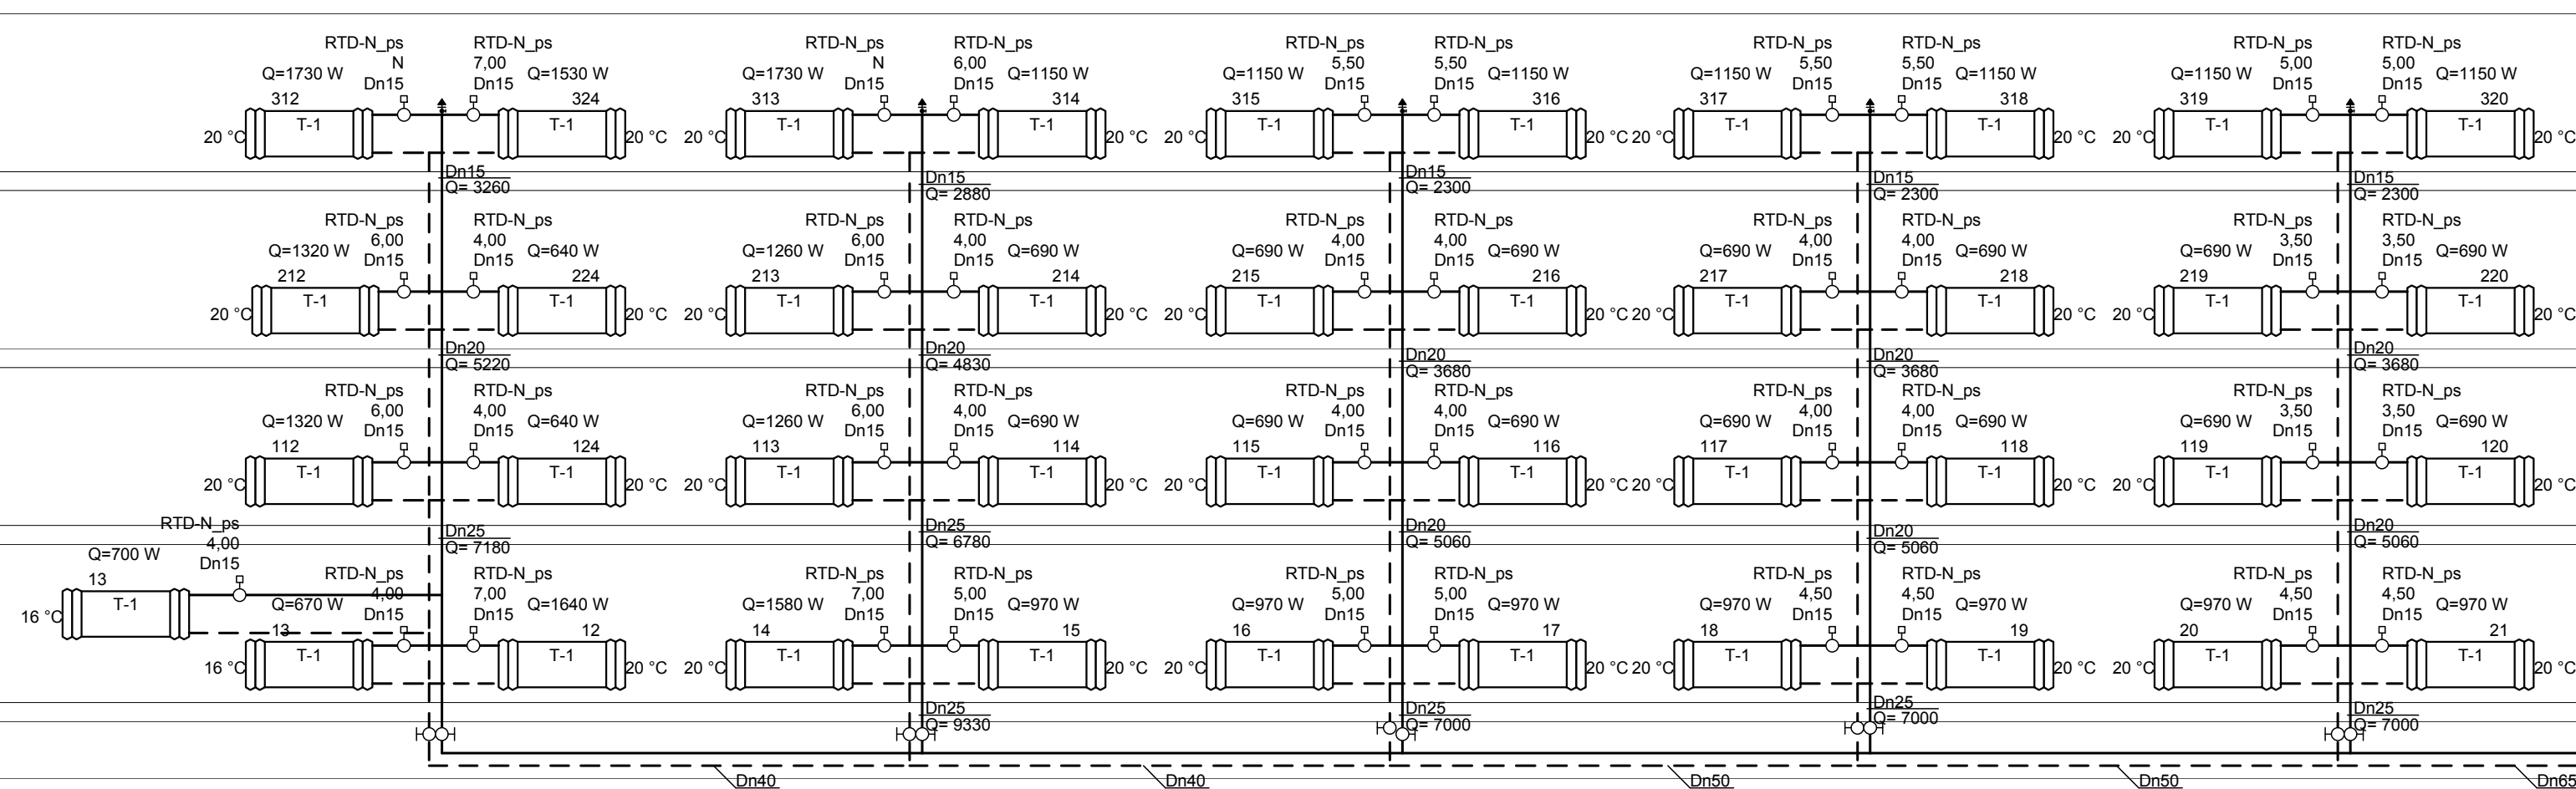 RTD-N_ps RTD-N_ps RTD-N_ps RTD-N_ps RTD-N_ps RTD-N_ps RTD-N_ps RTD-N_ps RTD-N_ps RTD-N_ps
N 7,00 N 6,00 5,50 5,50 5,50 5,50 5,00 5,00
Q=1730 W Dn15 Dn15 Q=1530 W Q=1730 W Dn15 Dn15 Q=1150 W Q=1150 W Dn15 Dn15 Q=1150 W Q=1150 W Dn15 Dn15 Q=1150 W Q=1150 W Dn15 Dn15 Q=1150 W
312 324 313 314 315 316 317 318 319 320
T-1 T-1 T-1 T-1 T-1 T-1 T-1 T-1 T-1 T-1
20 °C 20 °C 20 °C 20 °C 20 °C 20 °C 20 °C 20 °C 20 °C 20 °C
Dn15 Dn15 Dn15 Dn15 Dn15
Q= 3260 Q= 2880 Q= 2300 Q= 2300 Q= 2300
RTD-N_ps RTD-N_ps RTD-N_ps RTD-N_ps RTD-N_ps RTD-N_ps RTD-N_ps RTD-N_ps RTD-N_ps RTD-N_ps
6,00 4,00 6,00 4,00 4,00 4,00 4,00 4,00 3,50 3,50
Q=1320 W Dn15 Dn15 Q=640 W Q=1260 W Dn15 Dn15 Q=690 W Q=690 W Dn15 Dn15 Q=690 W Q=690 W Dn15 Dn15 Q=690 W Q=690 W Dn15 Dn15 Q=690 W
212 224 213 214 215 216 217 218 219 220
T-1 T-1 T-1 T-1 T-1 T-1 T-1 T-1 T-1 T-1
20 °C 20 °C 20 °C 20 °C 20 °C 20 °C 20 °C 20 °C 20 °C 20 °C
Dn20 Dn20 Dn20 Dn20 Dn20
Q= 5220 Q= 4830 Q= 3680 Q= 3680 Q= 3680
RTD-N_ps RTD-N_ps RTD-N_ps RTD-N_ps RTD-N_ps RTD-N_ps RTD-N_ps RTD-N_ps RTD-N_ps RTD-N_ps
6,00 4,00 6,00 4,00 4,00 4,00 4,00 4,00 3,50 3,50
Q=1320 W Dn15 Dn15 Q=640 W Q=1260 W Dn15 Dn15 Q=690 W Q=690 W Dn15 Dn15 Q=690 W Q=690 W Dn15 Dn15 Q=690 W Q=690 W Dn15 Dn15 Q=690 W
112 124 113 114 115 116 117 118 119 120
T-1 T-1 T-1 T-1 T-1 T-1 T-1 T-1 T-1 T-1
20 °C 20 °C 20 °C 20 °C 20 °C 20 °C 20 °C 20 °C 20 °C 20 °C
RTD-N_ps Dn25 Dn25 Dn20 Dn20 Dn20
4,00 Q= 7180 Q= 6780 Q= 5060 Q= 5060 Q= 5060
Q=700 W Dn15
13
T-1
16 °C
RTD-N_ps RTD-N_ps RTD-N_ps RTD-N_ps RTD-N_ps RTD-N_ps RTD-N_ps RTD-N_ps RTD-N_ps RTD-N_ps
4,00 7,00 7,00 5,00 5,00 5,00 4,50 4,50 4,50 4,50
Q=670 W Dn15 Dn15 Q=1640 W Q=1580 W Dn15 Dn15 Q=970 W Q=970 W Dn15 Dn15 Q=970 W Q=970 W Dn15 Dn15 Q=970 W Q=970 W Dn15 Dn15 Q=970 W
13 12 14 15 16 17 18 19 20 21
T-1 T-1 T-1 T-1 T-1 T-1 T-1 T-1 T-1 T-1
16 °C 20 °C 20 °C 20 °C 20 °C 20 °C 20 °C 20 °C 20 °C 20 °C
Dn25 Dn25 Dn25 Dn25
Q= 9330 Q= 7000 Q= 7000 Q= 7000
Dn40 Dn40 Dn50 Dn50 Dn65